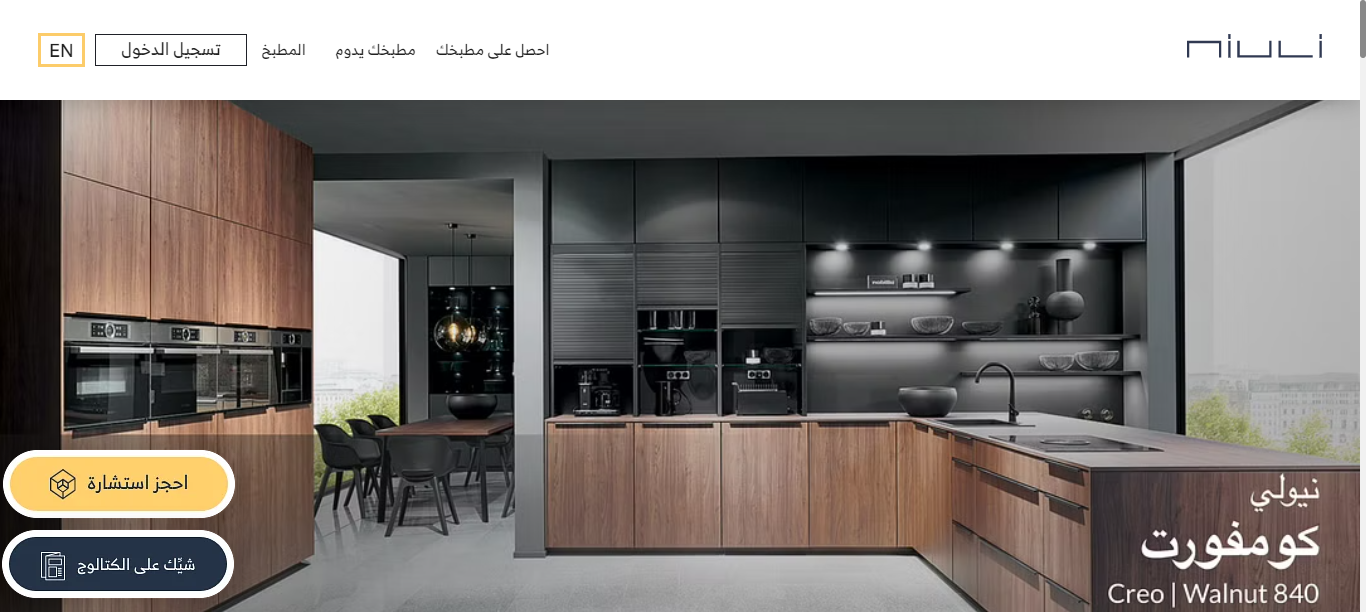 niuli
احصل على مطبخك
مطبخك يدوم
المطبخ
تسجيل الدخول
EN
نيولي
كومفورت
Creo | Walnut 840
احجز استشارة
شيِّك على الكتالوج